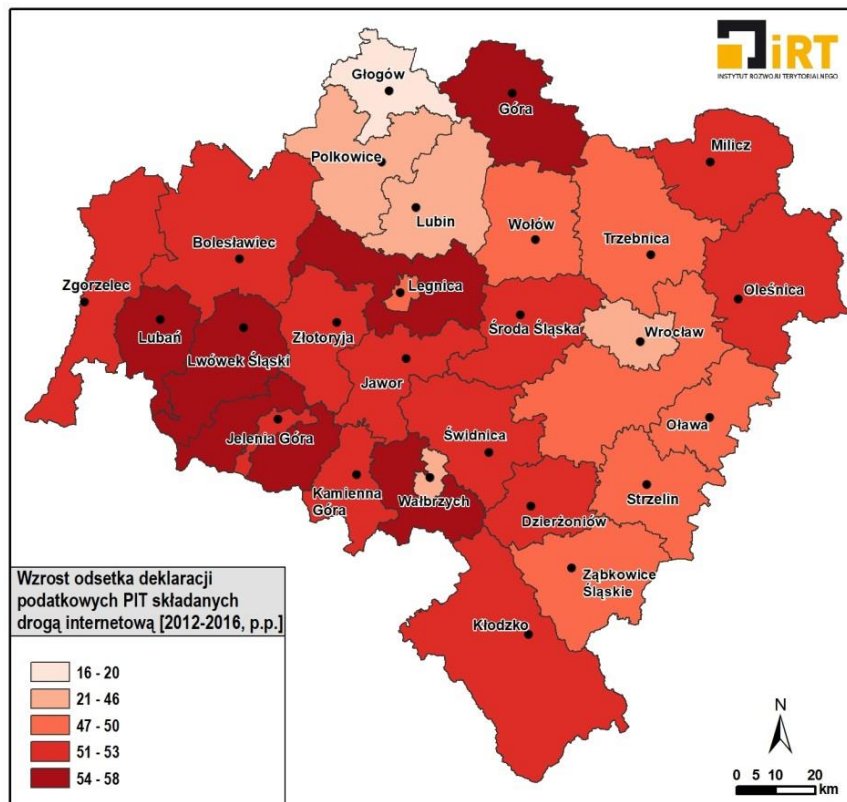 iRT
INSTYTUT ROZWOJU TERYTORIALNEGO
Głogów
Góra
Milicz
Polkowice
Lubin
Wołów
Trzebnica
Bolesławiec
Zgorzelec
Legnica
Oleśnica
Lubań
Złotoryja
Środa Śląska
Wrocław
Lwówek Śląski
Jawor
Oława
Jelenia Góra
Świdnica
Kamienna
Góra
Wałbrzych
Strzelin
Dzierżoniów
Ząbkowice
Śląskie
Kłodzko
Wzrost odsetka deklaracji
podatkowych PIT składanych
drogą internetową [2012-2016, p.p.]
16 - 20
21 - 46
47 - 50
51 - 53
54 - 58
N
0 5 10 20
km